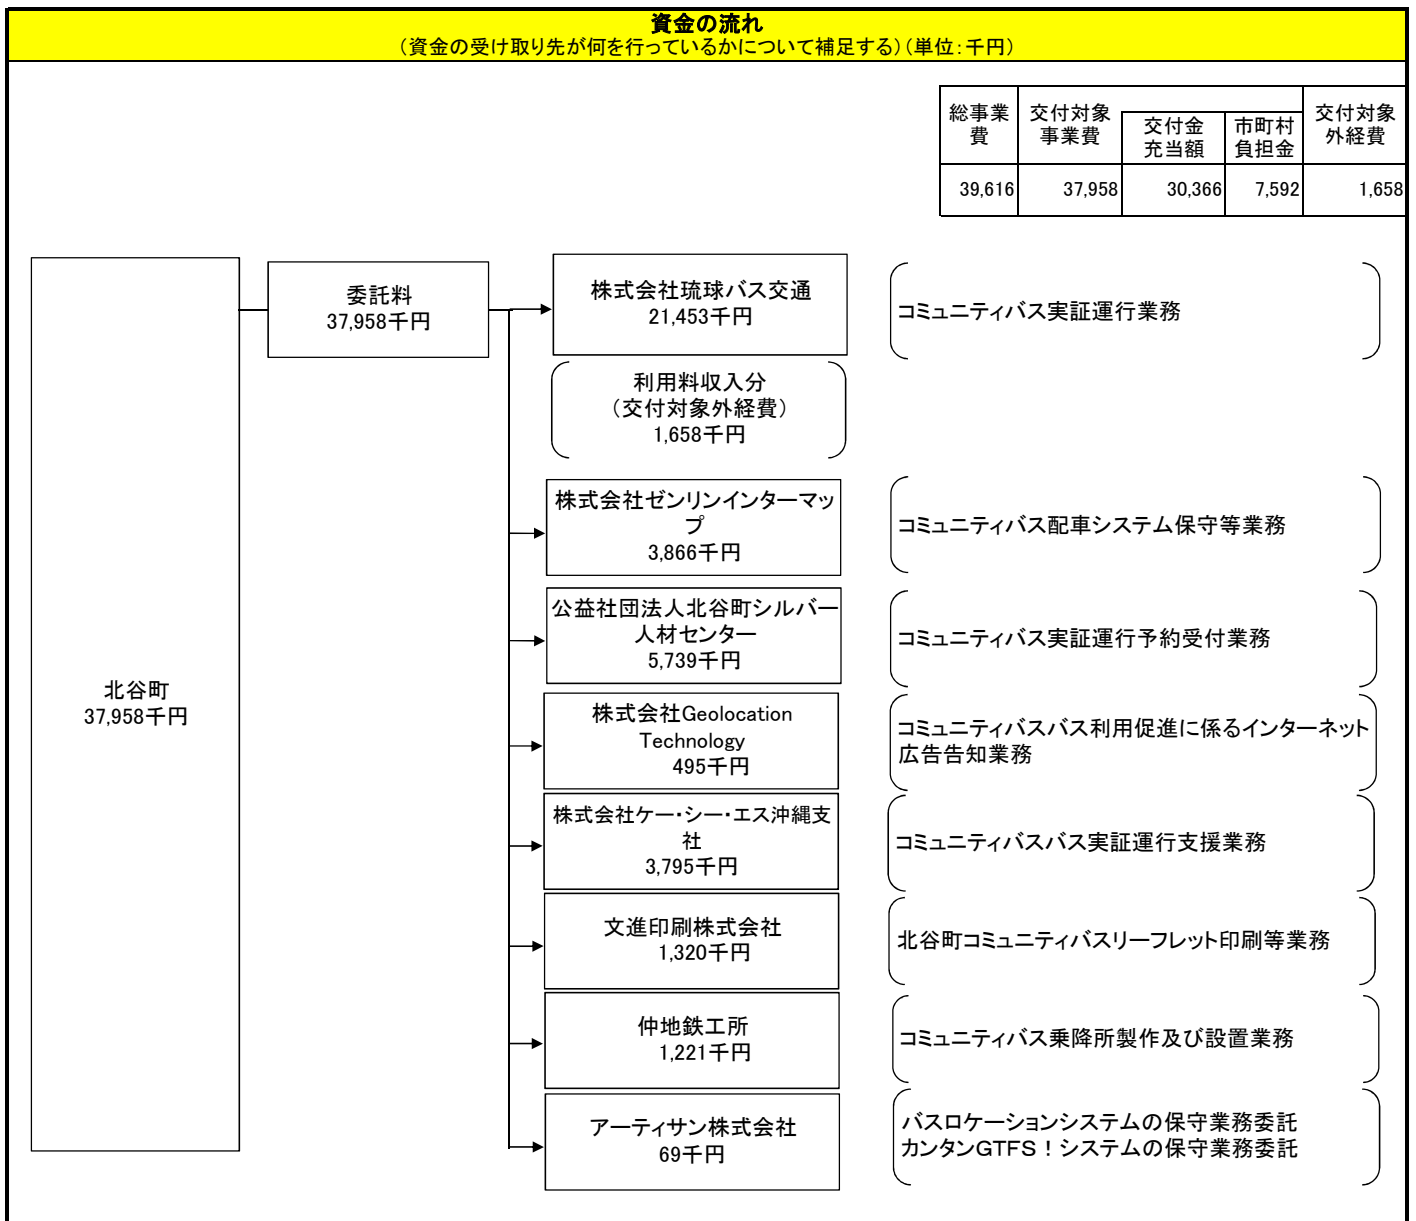 資金の流れ
（資金の受け取り先が何を行っているかについて補足する）（単位：千円）
総事業
費
交付対象
事業費
交付金
充当額
市町村
負担金
交付対象
外経費
39,616 37,958 30,366 7,592 1,658
北谷町
37,958千円
委託料
37,958千円
株式会社琉球バス交通
21,453千円
コミュニティバス実証運行業務
利用料収入分
（交付対象外経費）
1,658千円
株式会社ゼンリンインターマッ
プ
3,866千円
コミュニティバス配車システム保守等業務
公益社団法人北谷町シルバー
人材センター
5,739千円
コミュニティバス実証運行予約受付業務
株式会社Geolocation
Technology
495千円
コミュニティバスバス利用促進に係るインターネット
広告告知業務
株式会社ケー・シー・エス沖縄支
社
3,795千円
コミュニティバスバス実証運行支援業務
文進印刷株式会社
1,320千円
北谷町コミュニティバスリーフレット印刷等業務
仲地鉄工所
1,221千円
コミュニティバス乗降所製作及び設置業務
アーティサン株式会社
69千円
バスロケーションシステムの保守業務委託
カンタンGTFS！システムの保守業務委託